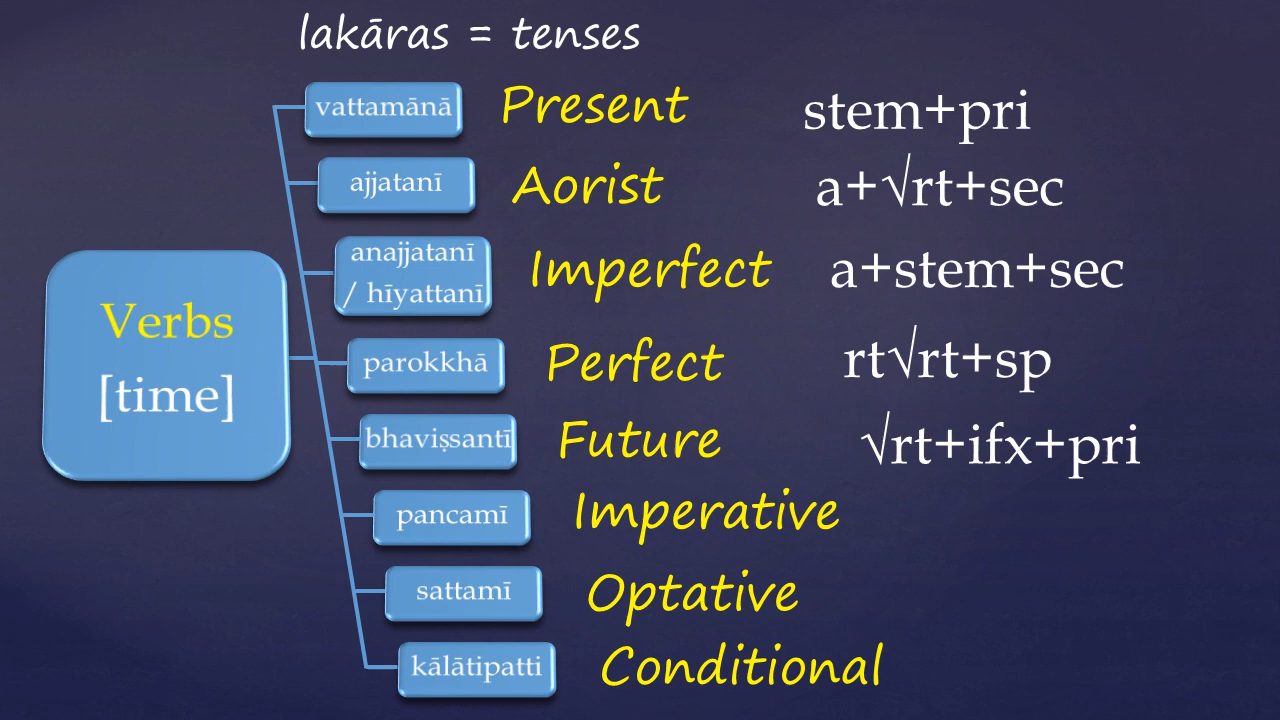 lakāras = tenses
Verbs
[time]
vattamānā Present stem+pri
ajjatanī Aorist a+√rt+sec
anajjatanī
/ hīyattanī Imperfect a+stem+sec
parokkhā Perfect rt√rt+sp
bhaviṣsantī Future √rt+ifx+pri
pancamī Imperative
sattamī Optative
kālātipatti Conditional